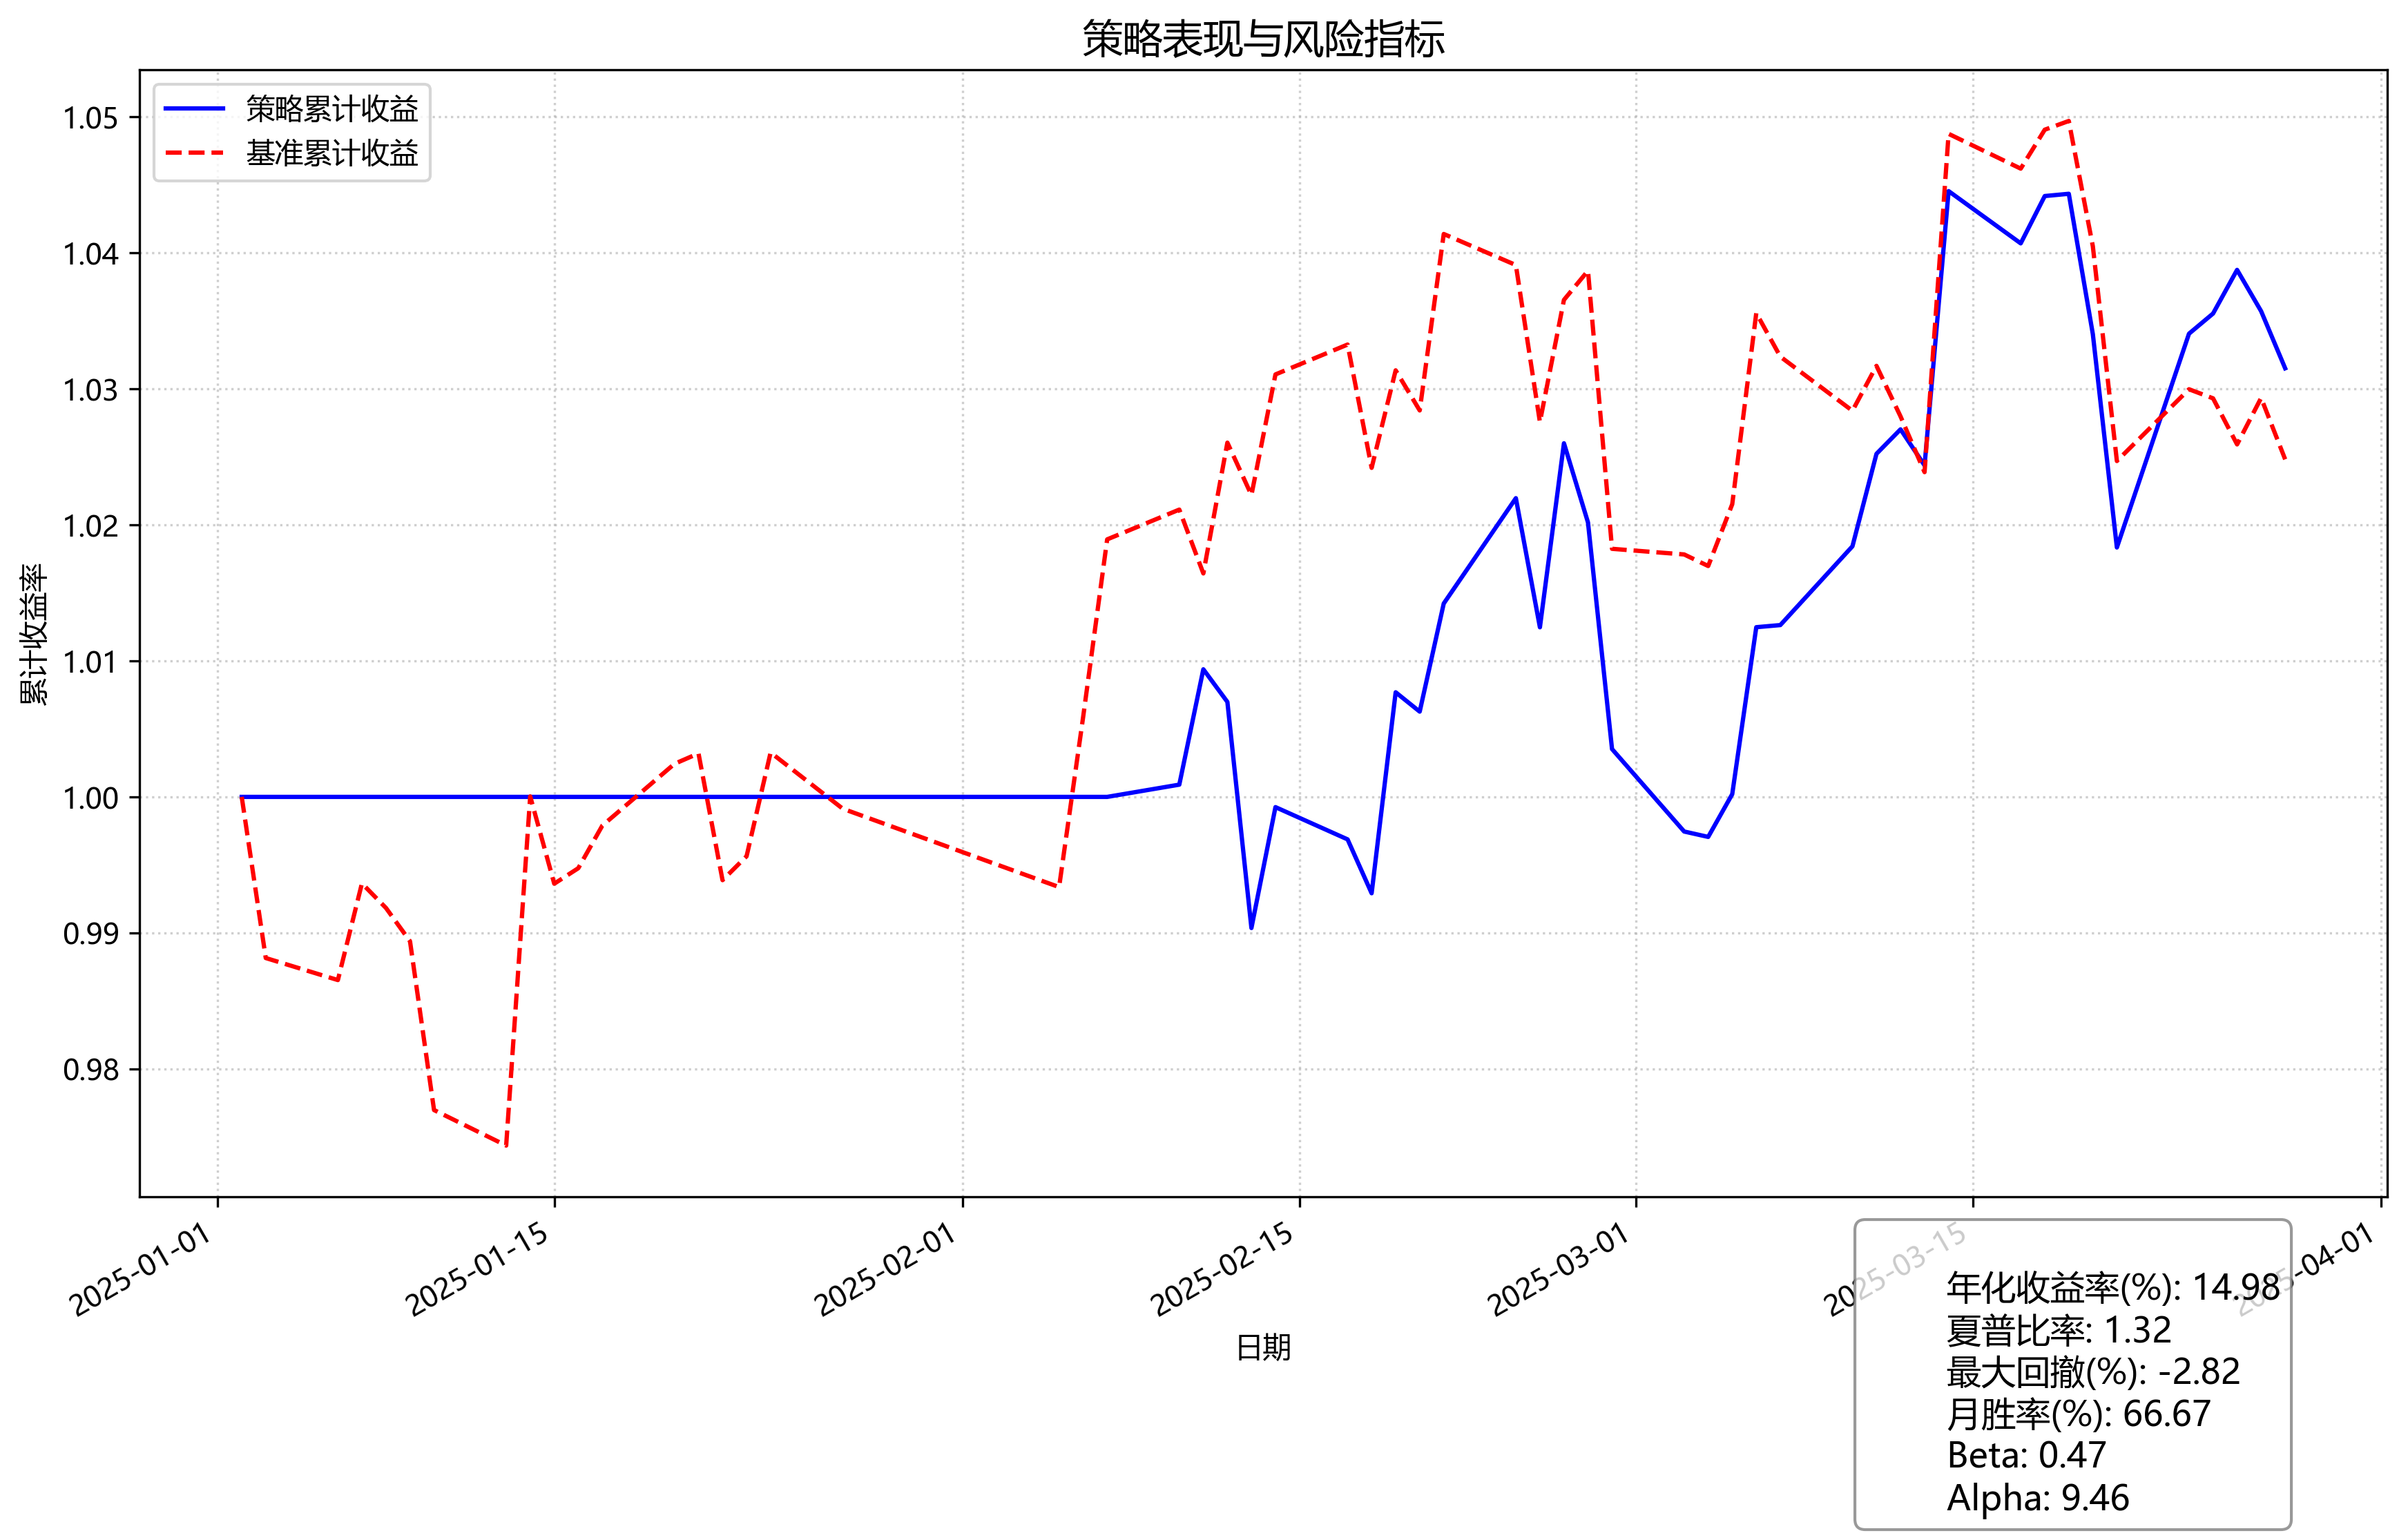 策略表现与风险指标
策略累计收益
基准累计收益
累计收益率
1.05
1.04
1.03
1.02
1.01
1.00
0.99
0.98
2025-01-01
2025-01-15
2025-02-01
2025-02-15
2025-03-01
2025-03-15
2025-04-01
日期
年化收益率(%): 14.98
夏普比率: 1.32
最大回撤(%): -2.82
月胜率(%): 66.67
Beta: 0.47
Alpha: 9.46